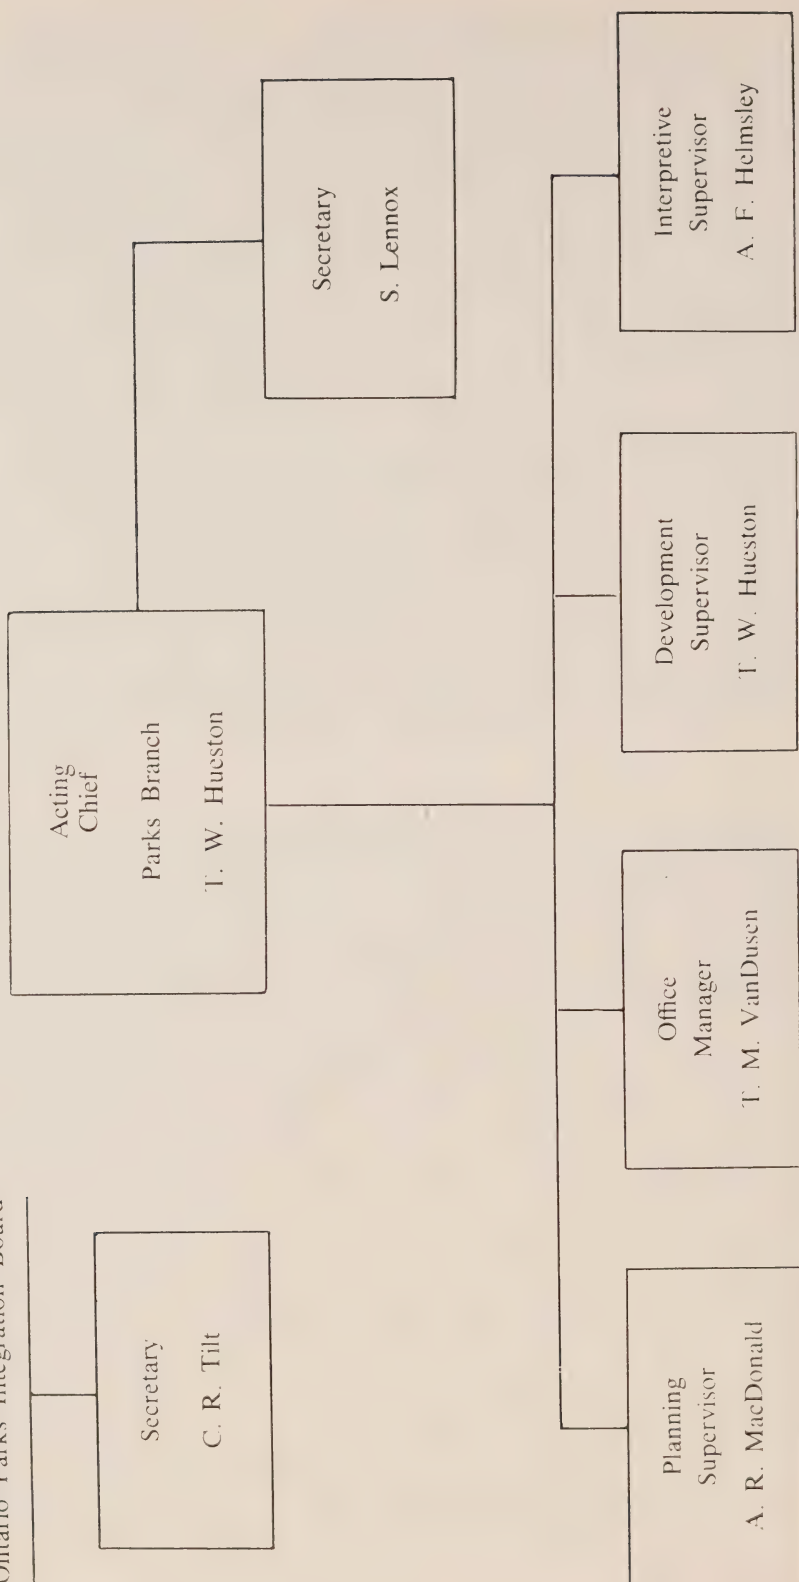 Ontario Parks Integration Board
Secretary
C. R. Tilt
Acting
Chief
Parks Branch
T. W. Hueston
Secretary
S. Lennox
Planning
Supervisor
A. R. MacDonald
Office
Manager
T. M. VanDusen
Development
Supervisor
T. W. Hueston
Interpretive
Supervisor
A. F. Helmsley